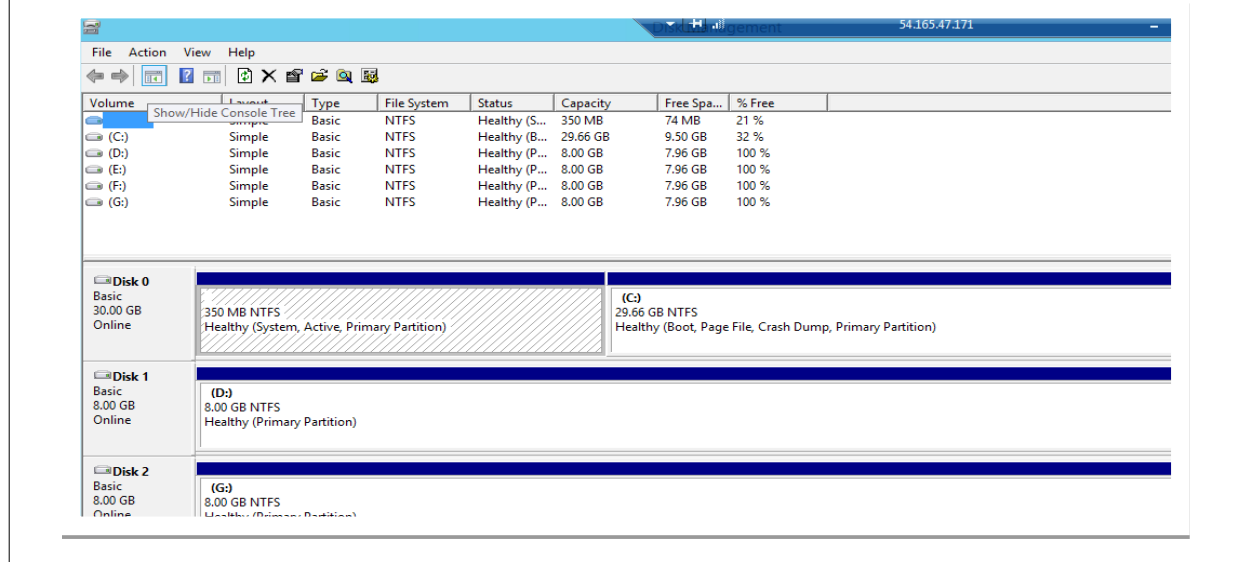 Disk Management 54.165.47.171
File Action View Help
Volume Layout Type File System Status Capacity Free Spa... % Free
Show/Hide Console Tree
Simple Basic NTFS Healthy (S... 350 MB 74 MB 21 %
(C:) Simple Basic NTFS Healthy (B... 29.66 GB 9.50 GB 32 %
(D:) Simple Basic NTFS Healthy (P... 8.00 GB 7.96 GB 100 %
(E:) Simple Basic NTFS Healthy (P... 8.00 GB 7.96 GB 100 %
(F:) Simple Basic NTFS Healthy (P... 8.00 GB 7.96 GB 100 %
(G:) Simple Basic NTFS Healthy (P... 8.00 GB 7.96 GB 100 %
Disk 0
Basic
30.00 GB
Online
350 MB NTFS
Healthy (System, Active, Primary Partition)
(C:)
29.66 GB NTFS
Healthy (Boot, Page File, Crash Dump, Primary Partition)
Disk 1
Basic
8.00 GB
Online
(D:)
8.00 GB NTFS
Healthy (Primary Partition)
Disk 2
Basic
8.00 GB
Online
(G:)
8.00 GB NTFS
Healthy (Primary Partition)